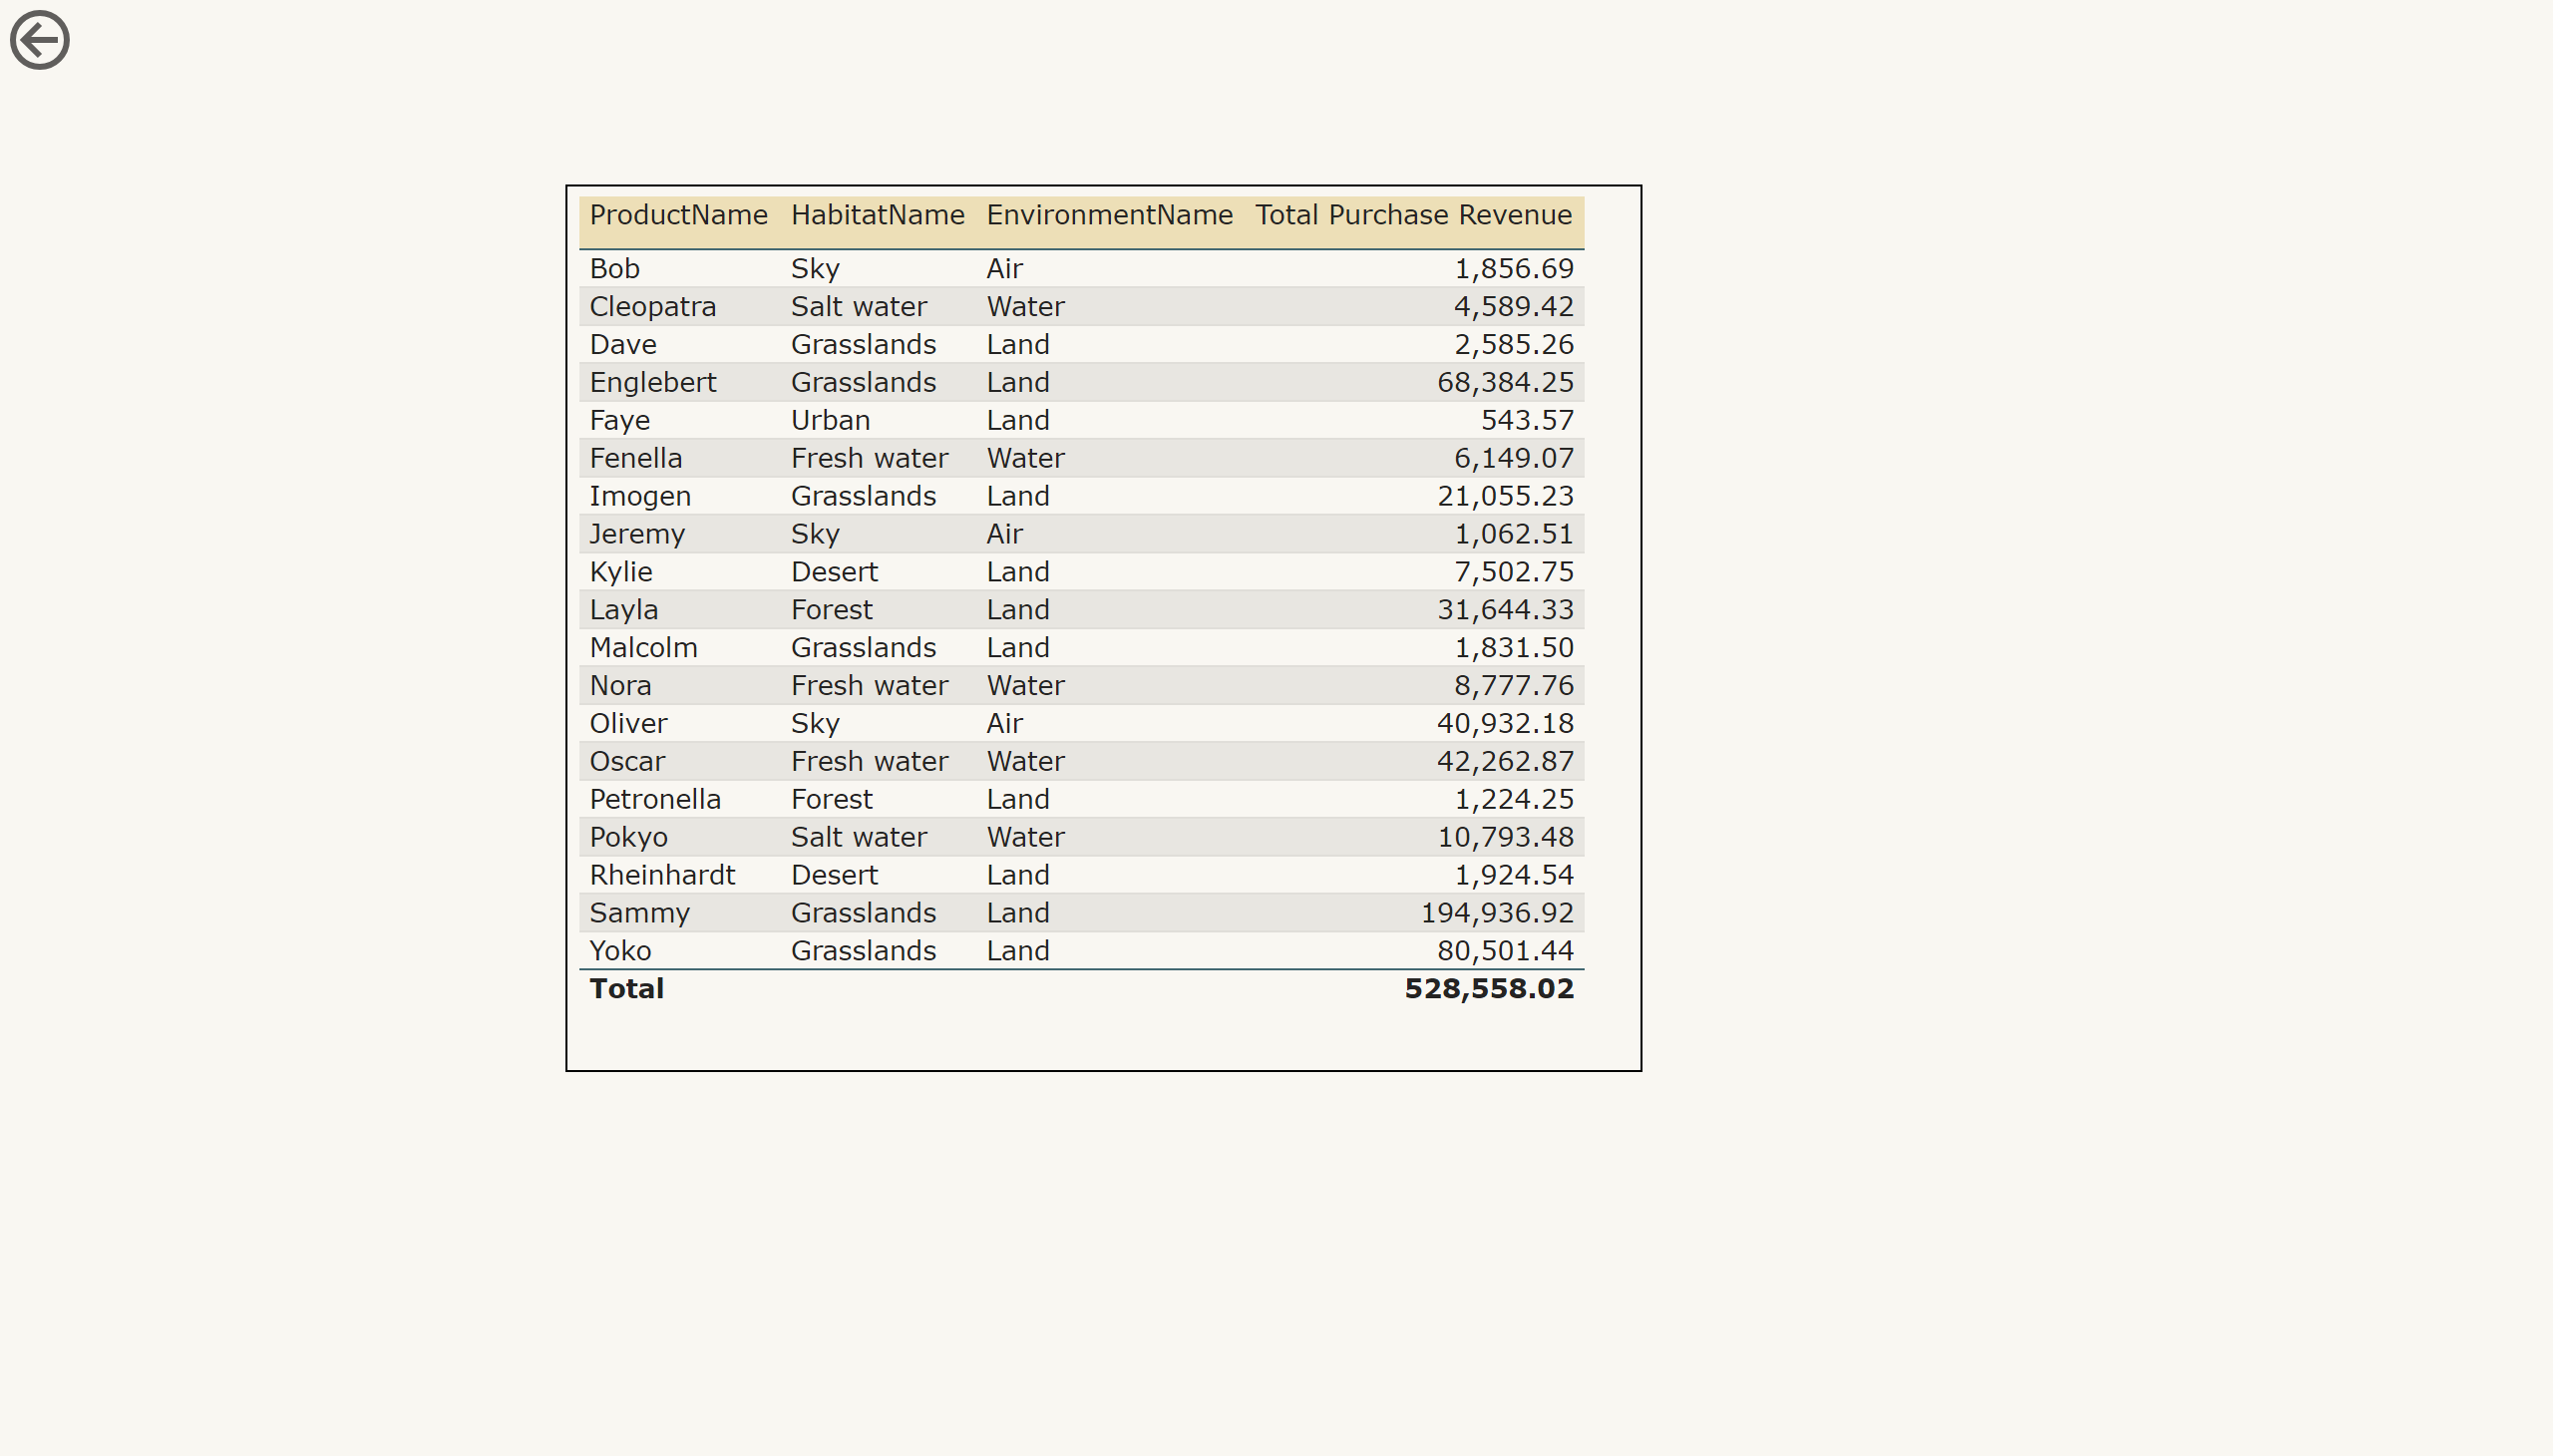 ProductName HabitatName EnvironmentName Total Purchase Revenue
Bob Sky Air 1,856.69
Cleopatra Salt water Water 4,589.42
Dave Grasslands Land 2,585.26
Englebert Grasslands Land 68,384.25
Faye Urban Land 543.57
Fenella Fresh water Water 6,149.07
Imogen Grasslands Land 21,055.23
Jeremy Sky Air 1,062.51
Kylie Desert Land 7,502.75
Layla Forest Land 31,644.33
Malcolm Grasslands Land 1,831.50
Nora Fresh water Water 8,777.76
Oliver Sky Air 40,932.18
Oscar Fresh water Water 42,262.87
Petronella Forest Land 1,224.25
Pokyo Salt water Water 10,793.48
Rheinhardt Desert Land 1,924.54
Sammy Grasslands Land 194,936.92
Yoko Grasslands Land 80,501.44
Total 528,558.02